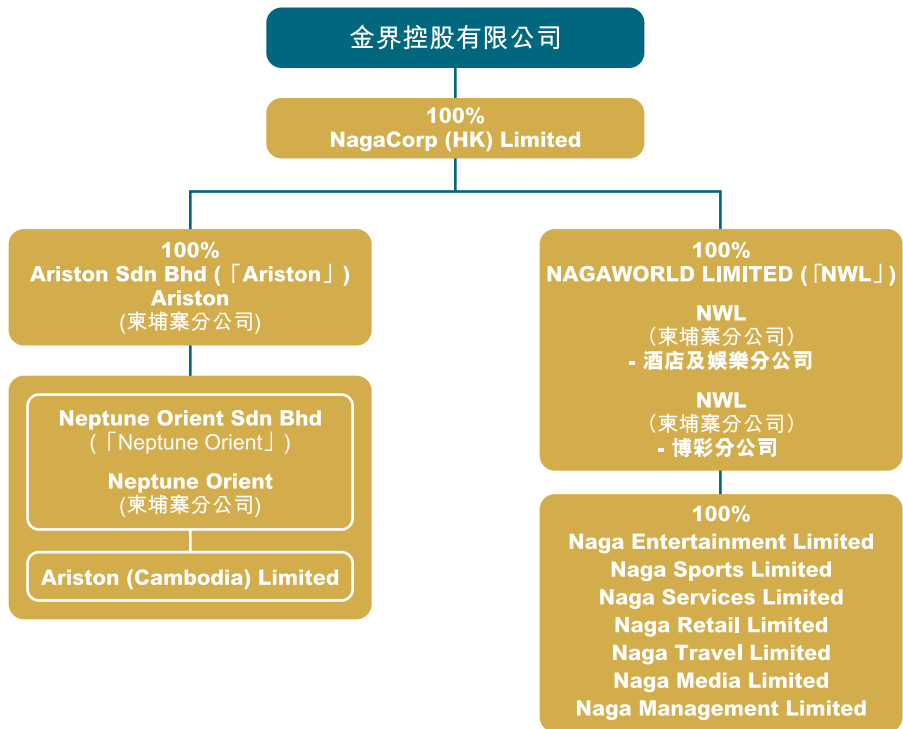 金界控股有限公司
100%
NagaCorp (HK) Limited
100%
Ariston Sdn Bhd (「Ariston」)
Ariston
(柬埔寨分公司)
Neptune Orient Sdn Bhd
(「Neptune Orient」)
Neptune Orient
(柬埔寨分公司)
Ariston (Cambodia) Limited
100%
NAGAWORLD LIMITED (「NWL」)
NWL
（柬埔寨分公司）
- 酒店及娛樂分公司
NWL
（柬埔寨分公司）
- 博彩分公司
100%
Naga Entertainment Limited
Naga Sports Limited
Naga Services Limited
Naga Retail Limited
Naga Travel Limited
Naga Media Limited
Naga Management Limited